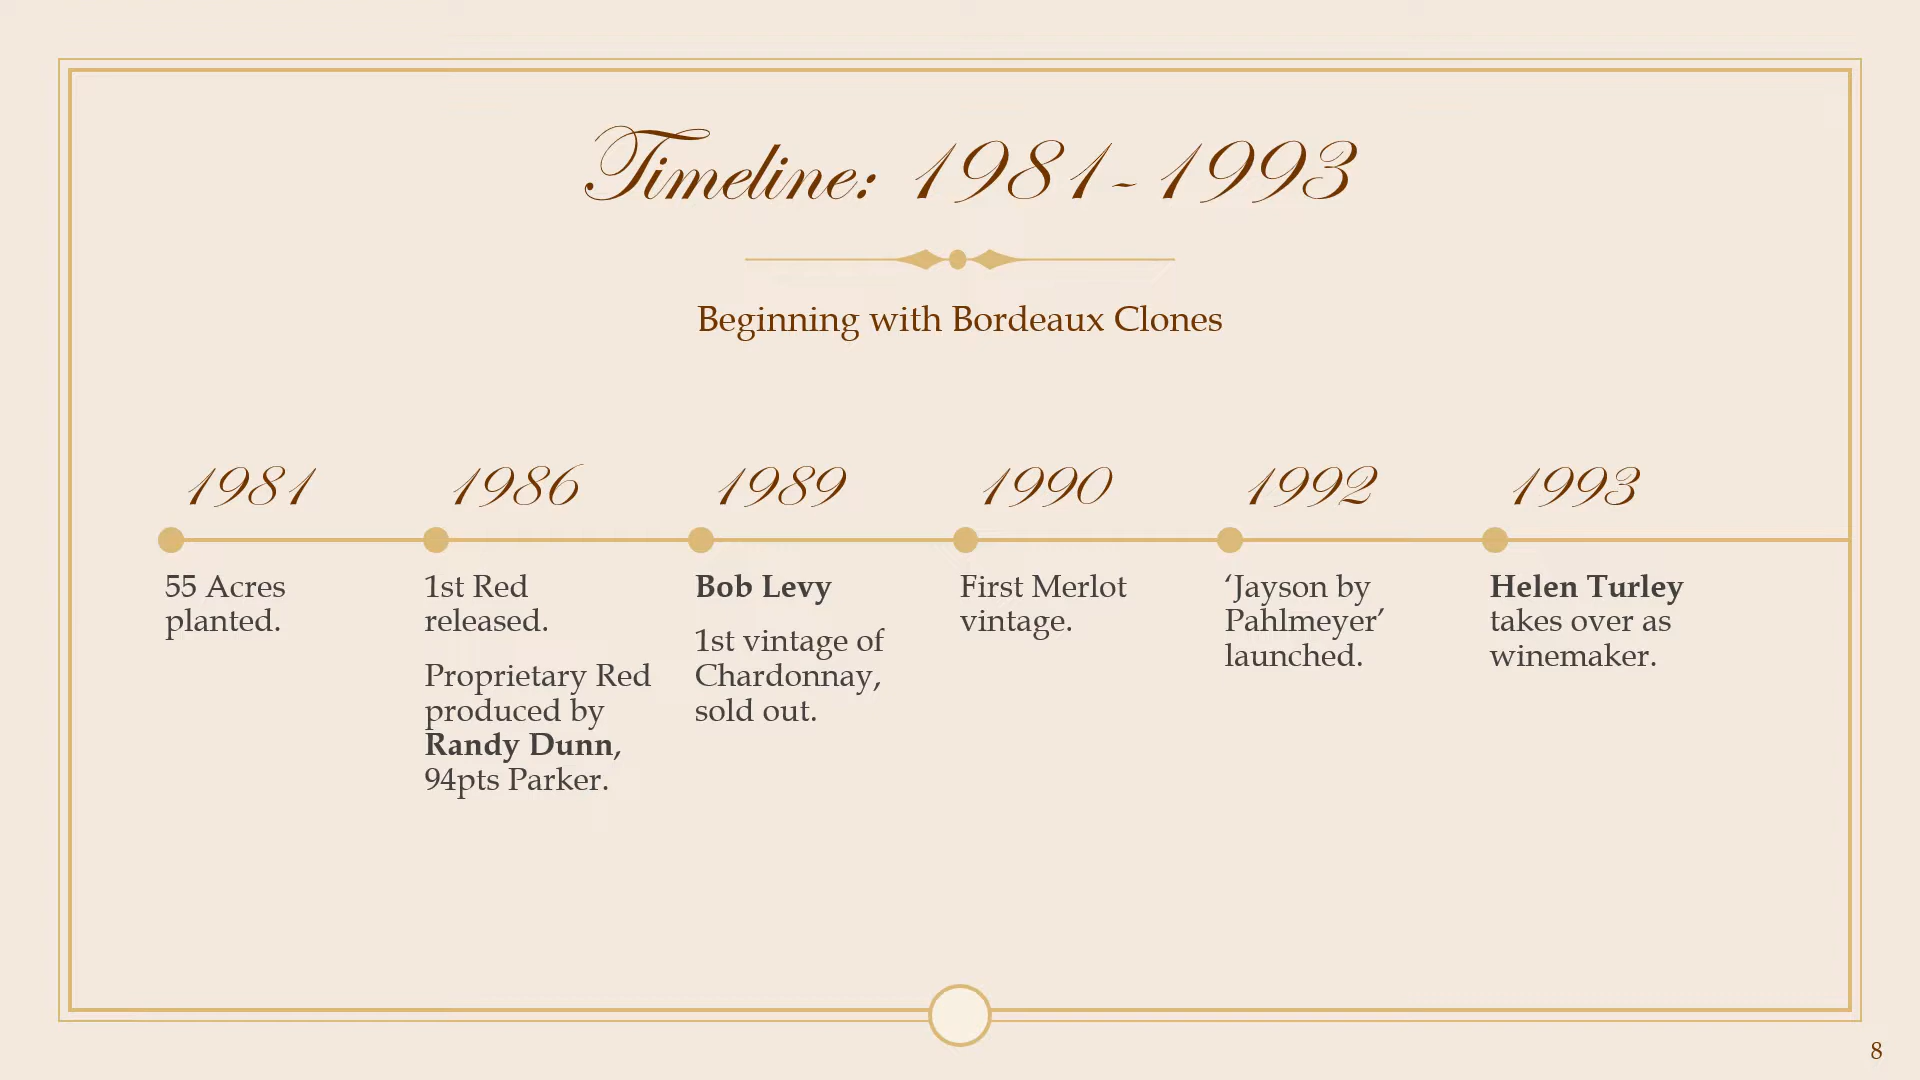 Timeline: 1981-1993
Beginning with Bordeaux Clones
1981
55 Acres
planted.
1986
1st Red
released.
Proprietary Red
produced by
Randy Dunn,
94pts Parker.
1989
Bob Levy
1st vintage of
Chardonnay,
sold out.
1990
First Merlot
vintage.
1992
‘Jayson by
Pahlmeyer’
launched.
1993
Helen Turley
takes over as
winemaker.
8